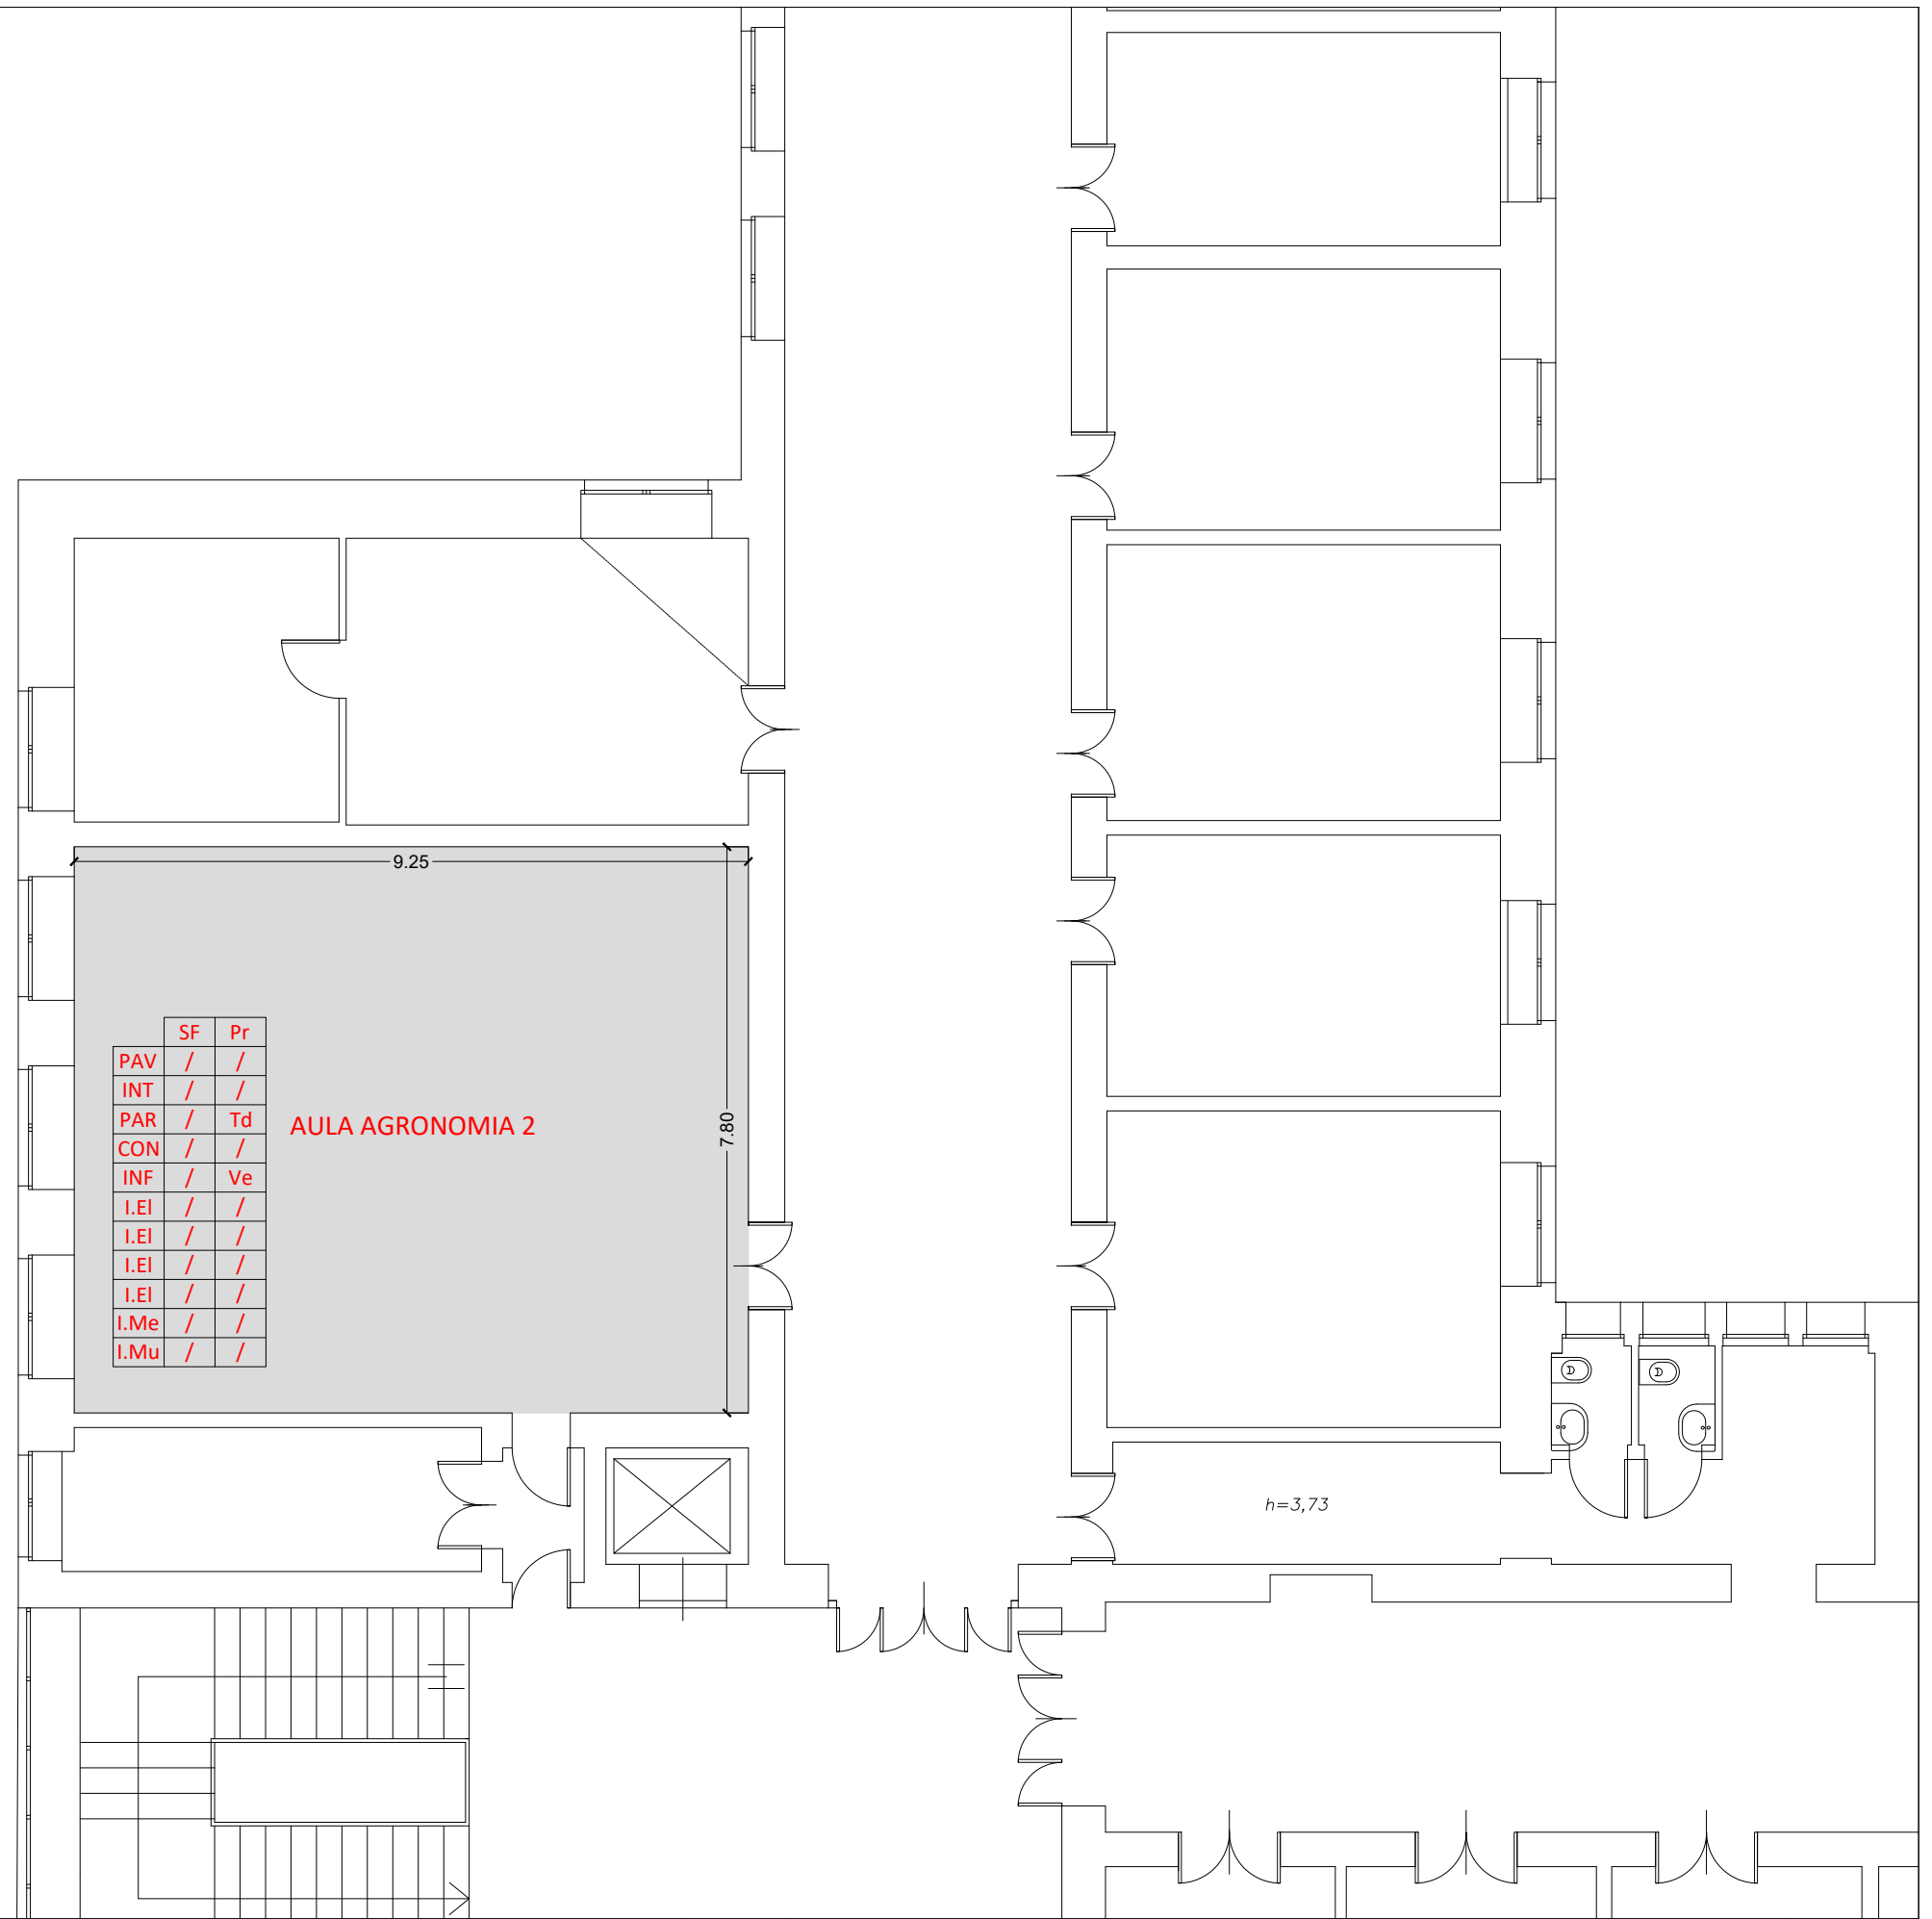 9.25
SF Pr
PAV / /
INT / /
PAR / Td
CON / /
INF / Ve
I.El / /
I.El / /
I.El / /
I.El / /
I.Me / /
I.Mu / /
AULA AGRONOMIA 2
7.80
h=3,73